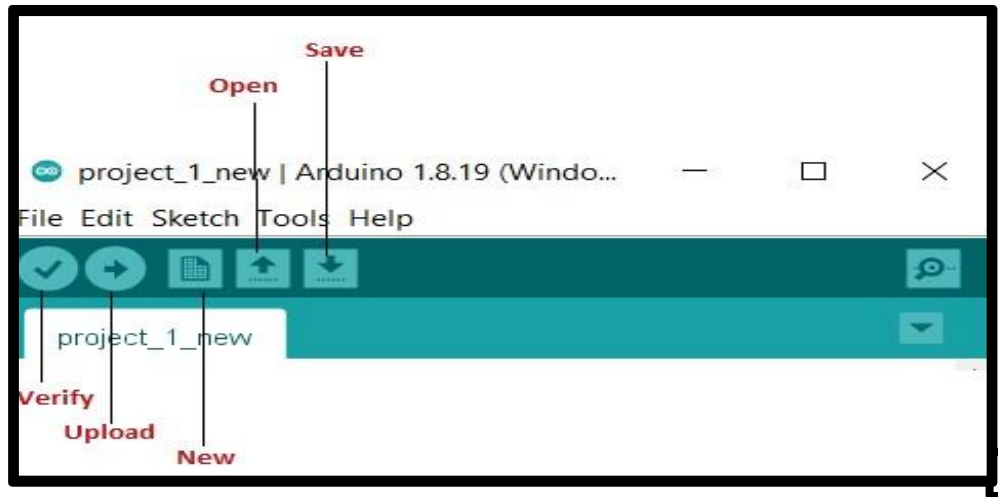 Save
Open
project_1_new | Arduino 1.8.19 (Windo...
File Edit Sketch Tools Help
project_1_new
Verify
Upload
New